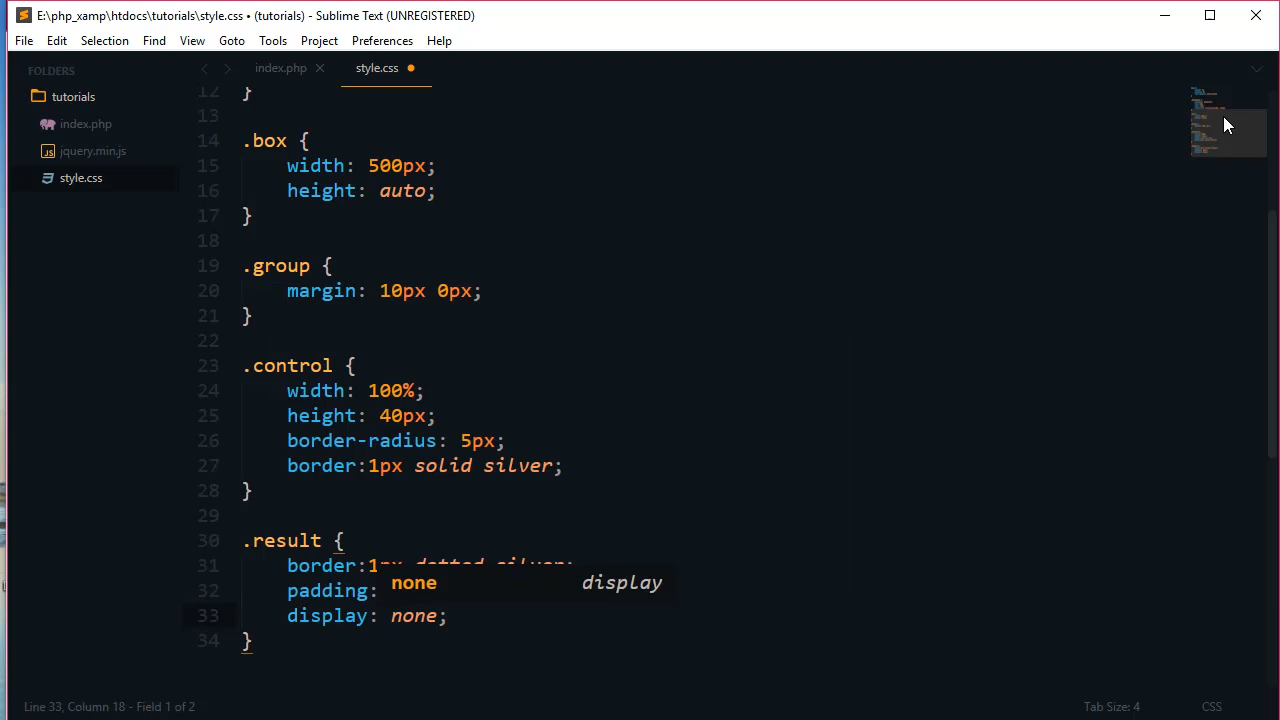 E:\php_xamp\htdocs\tutorials\style.css • (tutorials) - Sublime Text (UNREGISTERED)
File Edit Selection Find View Goto Tools Project Preferences Help
FOLDERS
tutorials
index.php
jquery.min.js
style.css
index.php
style.css
12 }
13
14 .box {
15 width: 500px;
16 height: auto;
17 }
18
19 .group {
20 margin: 10px 0px;
21 }
22
23 .control {
24 width: 100%;
25 height: 40px;
26 border-radius: 5px;
27 border:1px solid silver;
28 }
29
30 .result {
31 border:1px dotted silver;
32 padding:
none display
33 display: none;
34 }
Line 33, Column 18 - Field 1 of 2
Tab Size: 4
CSS